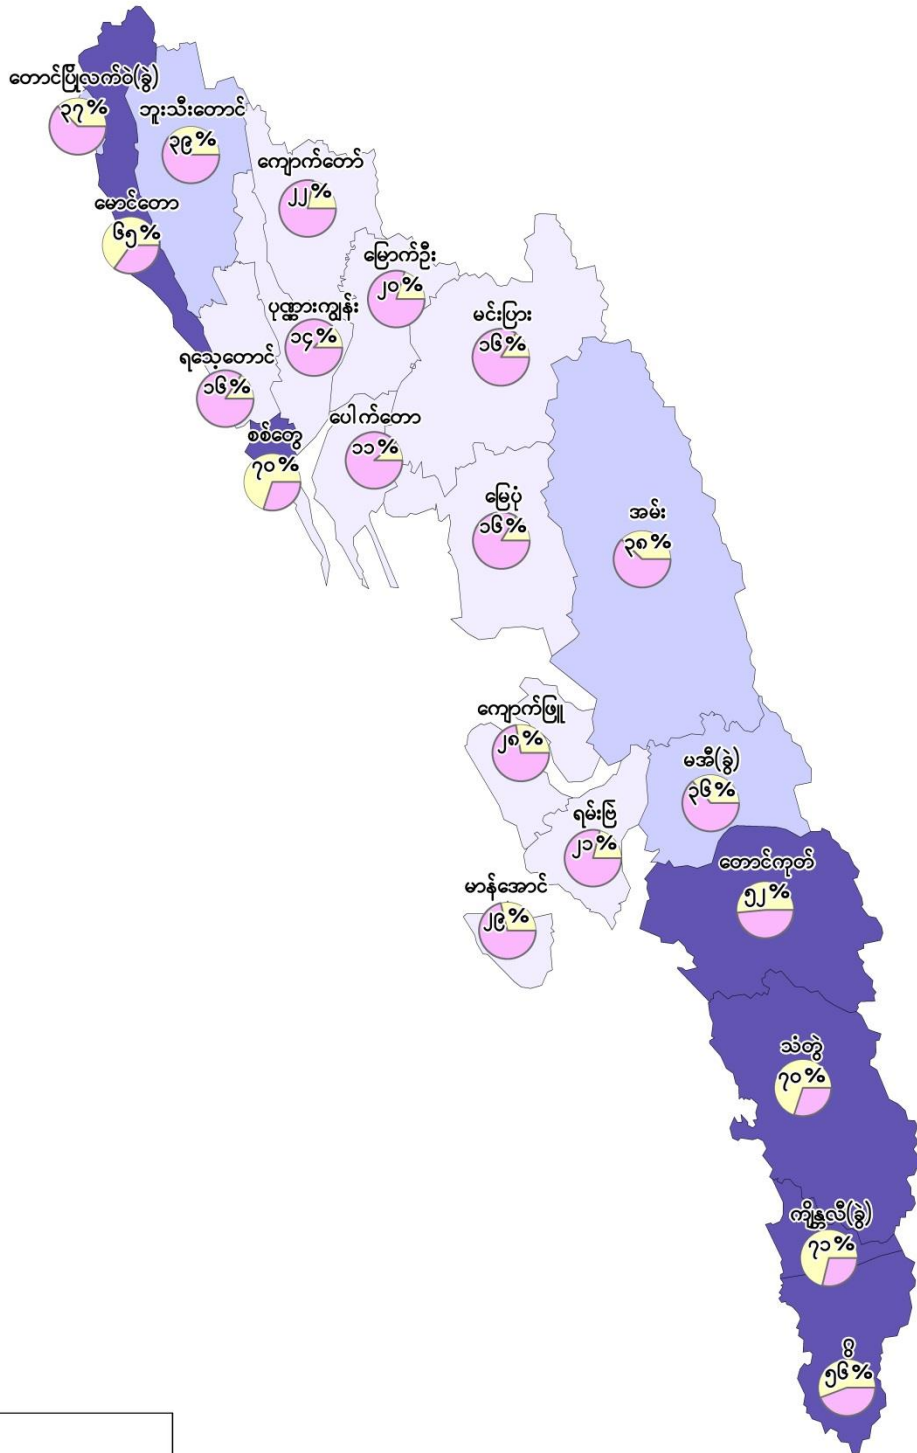 တောင်ပြိုလက်ဝဲ(ခွဲ)
၃၇%
ဘူးသီးတောင်
၃၉%
ကျောက်တော်
၂၂%
မောင်တော
၆၅%
မြောက်ဦး
၂၀%
ပုဏ္ဏားကျွန်း
၁၄%
မင်းပြား
၁၆%
ရသေ့တောင်
၁၆%
ပေါက်တော
၁၁%
စစ်တွေ
၇၀%
မြေပုံ
၁၆%
အမ်း
၃၈%
ကျောက်ဖြူ
၂၈%
မအီ(ခွဲ)
၃၆%
ရမ်းဗြဲ
၂၁%
တောင်ကုတ်
၅၂%
မာန်အောင်
၂၉%
သံတွဲ
၇၀%
ကျိန္တလီ(ခွဲ)
၇၁%
ဂွ
၅၆%